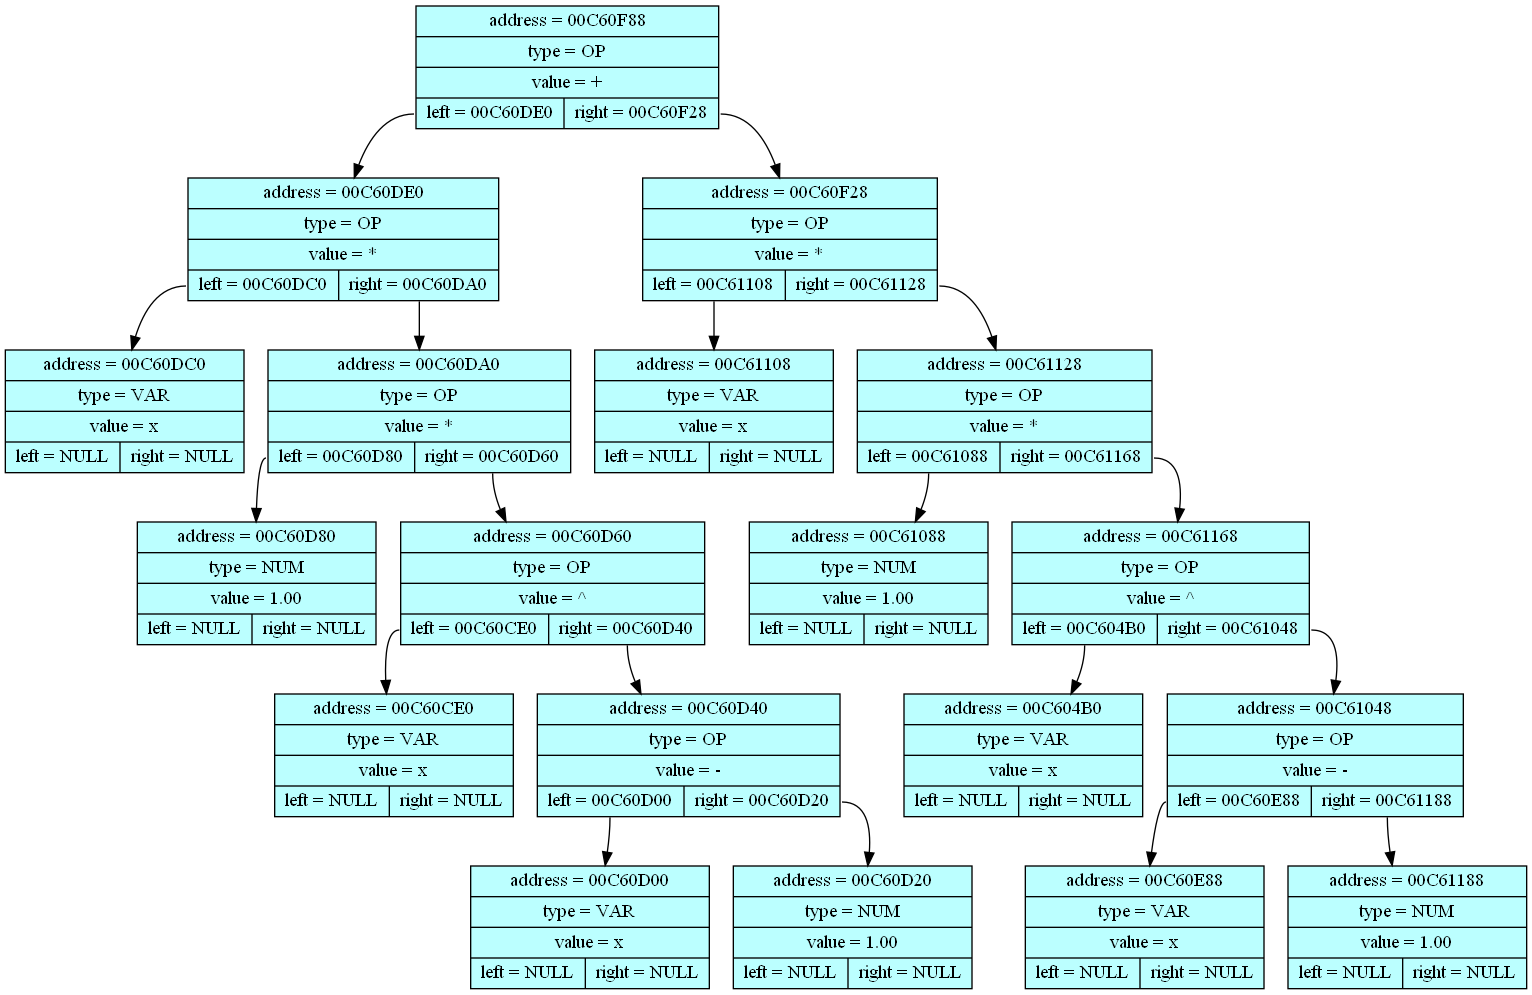 address = 00C60F88
type = OP
value = +
left = 00C60DE0 right = 00C60F28
address = 00C60DE0
type = OP
value = *
left = 00C60DC0 right = 00C60DA0
address = 00C60F28
type = OP
value = *
left = 00C61108 right = 00C61128
address = 00C60DC0
type = VAR
value = x
left = NULL right = NULL
address = 00C60DA0
type = OP
value = *
left = 00C60D80 right = 00C60D60
address = 00C61108
type = VAR
value = x
left = NULL right = NULL
address = 00C61128
type = OP
value = *
left = 00C61088 right = 00C61168
address = 00C60D80
type = NUM
value = 1.00
left = NULL right = NULL
address = 00C60D60
type = OP
value = ^
left = 00C60CE0 right = 00C60D40
address = 00C61088
type = NUM
value = 1.00
left = NULL right = NULL
address = 00C61168
type = OP
value = ^
left = 00C604B0 right = 00C61048
address = 00C60CE0
type = VAR
value = x
left = NULL right = NULL
address = 00C60D40
type = OP
value = -
left = 00C60D00 right = 00C60D20
address = 00C604B0
type = VAR
value = x
left = NULL right = NULL
address = 00C61048
type = OP
value = -
left = 00C60E88 right = 00C61188
address = 00C60D00
type = VAR
value = x
left = NULL right = NULL
address = 00C60D20
type = NUM
value = 1.00
left = NULL right = NULL
address = 00C60E88
type = VAR
value = x
left = NULL right = NULL
address = 00C61188
type = NUM
value = 1.00
left = NULL right = NULL